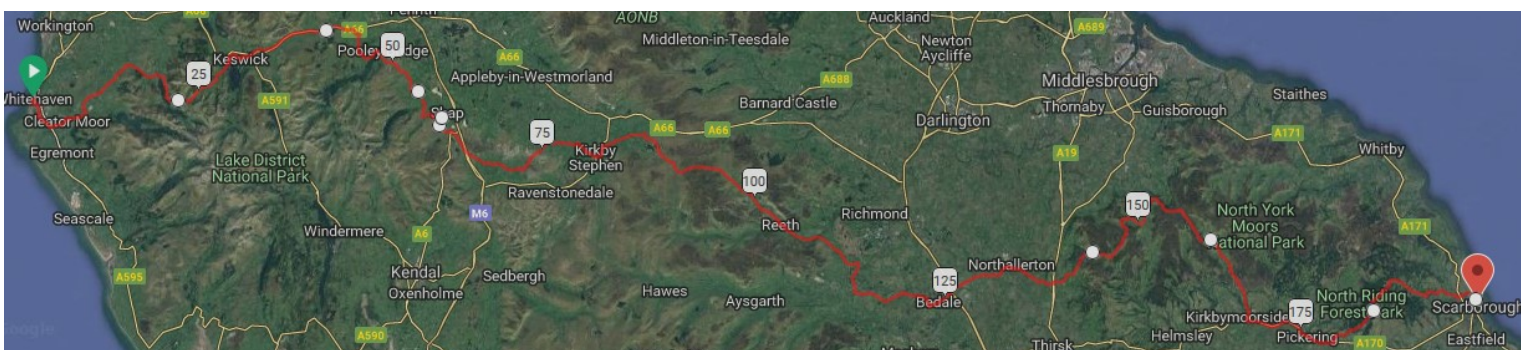 Workington
A66
Penrith
AONB
Auckland
A689
Middleton-in-Teesdale
Newton
Aycliffe
A66
Pooley Bridge
50
Keswick
A66
25
Appleby-in-Westmorland
A688
Middlesbrough
Whitehaven
A591
Barnard Castle
Thornaby
Guisborough
Staithes
Cleator Moor
Shap
Darlington
75
A66
A66
A171
Egremont
Kirkby
Stephen
A19
Whitby
Lake District
National Park
Ravenstonedale
100
150
Seascale
M6
Richmond
North York
Moors
National Park
Windermere
A6
Reeth
A171
Kendal
Oxenholme
Sedbergh
Northallerton
A595
Hawes
Aysgarth
125
Bedale
North Riding
Forest Park
Scarborough
175
Kirkbymoorside
Pickering
Google
A590
Helmsley
A170
Eastfield
Thirsk